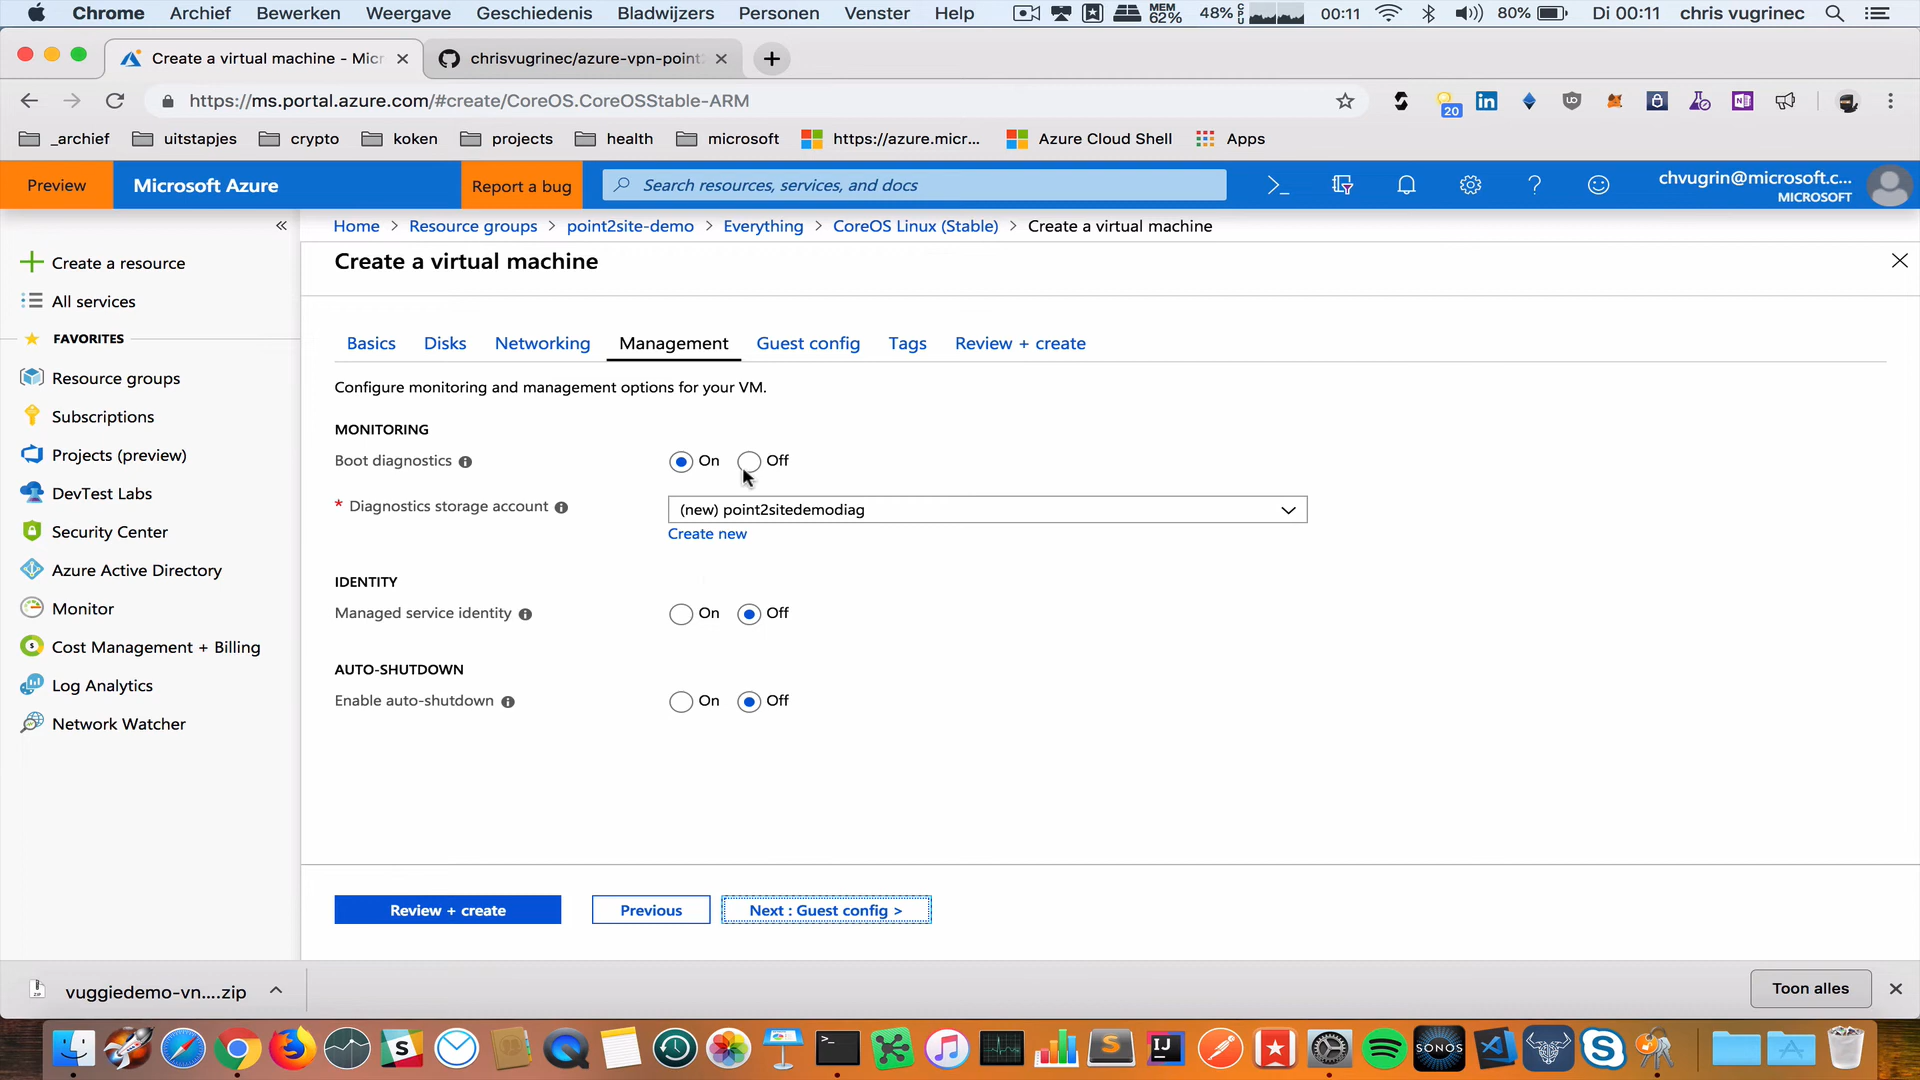 Chrome Archief Bewerken Weergave Geschiedenis Bladwijzers Personen Venster Help MEM 62% 48% CPU 00:11 80% Di 00:11 chris vugrinec
Create a virtual machine - Micr
chrisvugrinec/azure-vpn-point
https://ms.portal.azure.com/#create/CoreOS.CoreOSStable-ARM
20
_archief uitstapjes crypto koken projects health microsoft https://azure.micr... Azure Cloud Shell Apps
Preview Microsoft Azure Report a bug Search resources, services, and docs chvugrin@microsoft.c...
MICROSOFT
Home > Resource groups > point2site-demo > Everything > CoreOS Linux (Stable) > Create a virtual machine
Create a virtual machine
Create a resource
All services
FAVORITES
Resource groups
Subscriptions
Projects (preview)
DevTest Labs
Security Center
Azure Active Directory
Monitor
Cost Management + Billing
Log Analytics
Network Watcher
Basics Disks Networking Management Guest config Tags Review + create
Configure monitoring and management options for your VM.
MONITORING
Boot diagnostics On Off
* Diagnostics storage account (new) point2sitedemodiag
Create new
IDENTITY
Managed service identity On Off
AUTO-SHUTDOWN
Enable auto-shutdown On Off
Review + create Previous Next : Guest config >
vuggiedemo-vn....zip Toon alles
SONOS